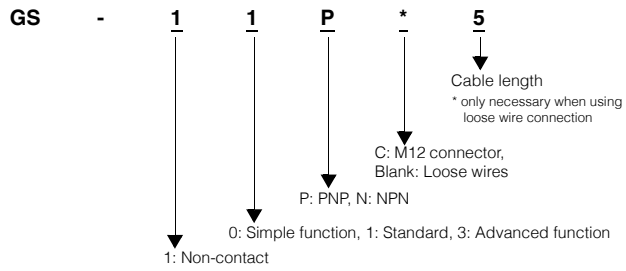 GS - 1 1 P * 5
Cable length
* only necessary when using
loose wire connection
C: M12 connector,
Blank: Loose wires
P: PNP, N: NPN
0: Simple function, 1: Standard, 3: Advanced function
1: Non-contact